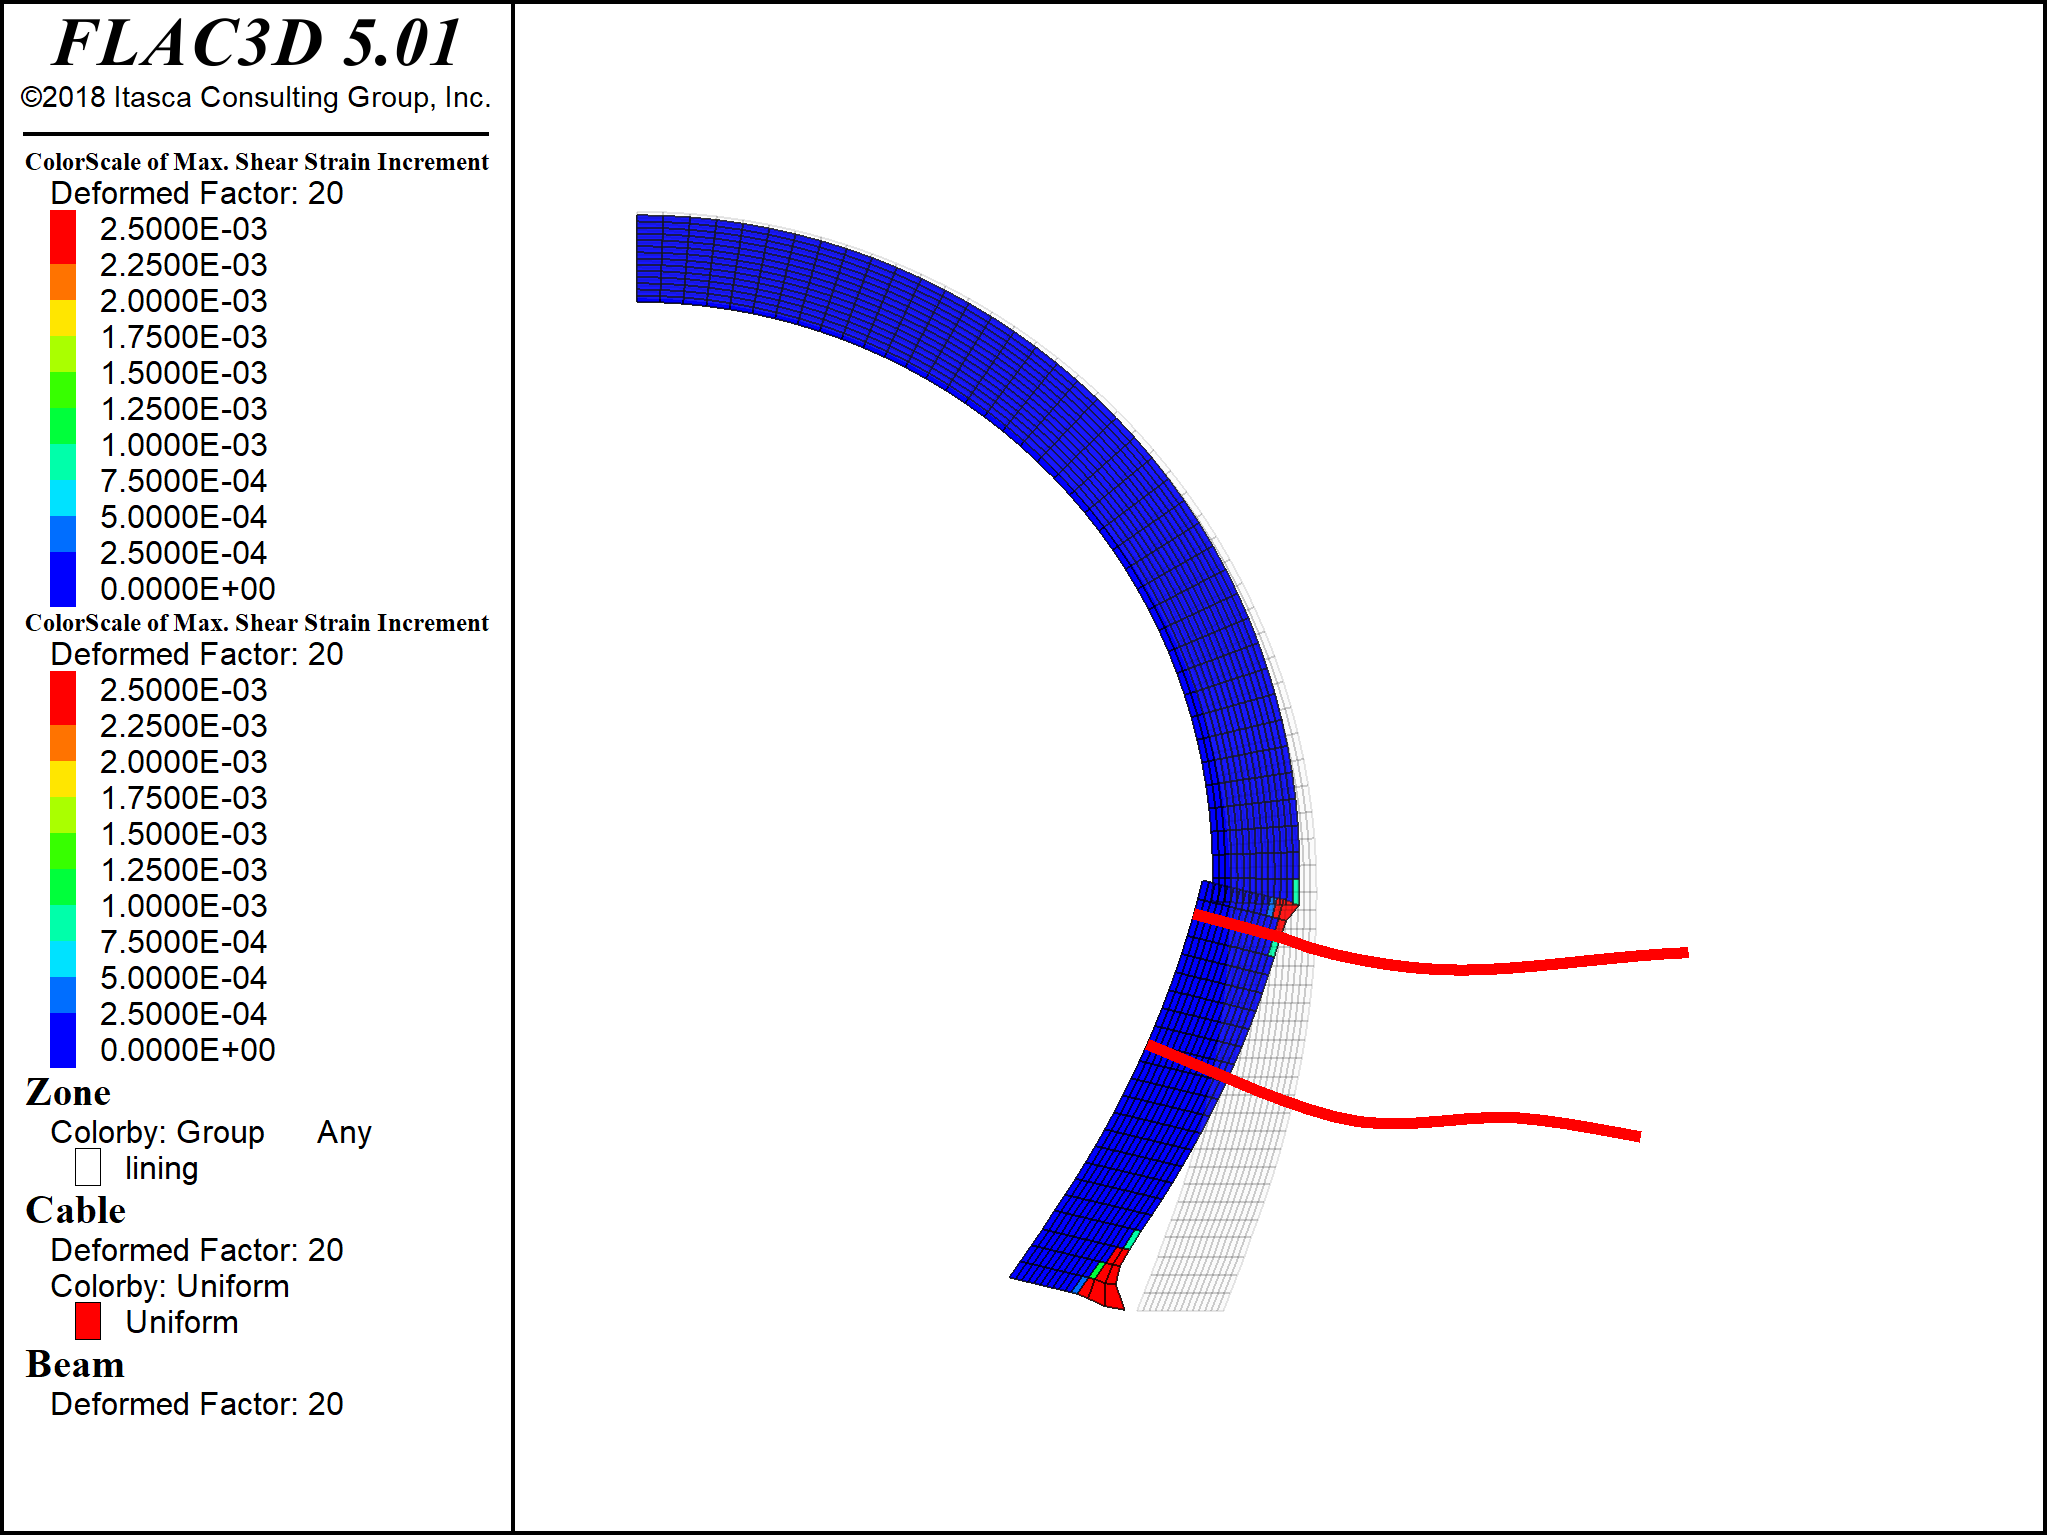 FLAC3D 5.01
©2018 Itasca Consulting Group, Inc.
ColorScale of Max. Shear Strain Increment
Deformed Factor: 20
2.5000E-03
2.2500E-03
2.0000E-03
1.7500E-03
1.5000E-03
1.2500E-03
1.0000E-03
7.5000E-04
5.0000E-04
2.5000E-04
0.0000E+00
ColorScale of Max. Shear Strain Increment
Deformed Factor: 20
2.5000E-03
2.2500E-03
2.0000E-03
1.7500E-03
1.5000E-03
1.2500E-03
1.0000E-03
7.5000E-04
5.0000E-04
2.5000E-04
0.0000E+00
Zone
Colorby: Group Any
lining
Cable
Deformed Factor: 20
Colorby: Uniform
Uniform
Beam
Deformed Factor: 20